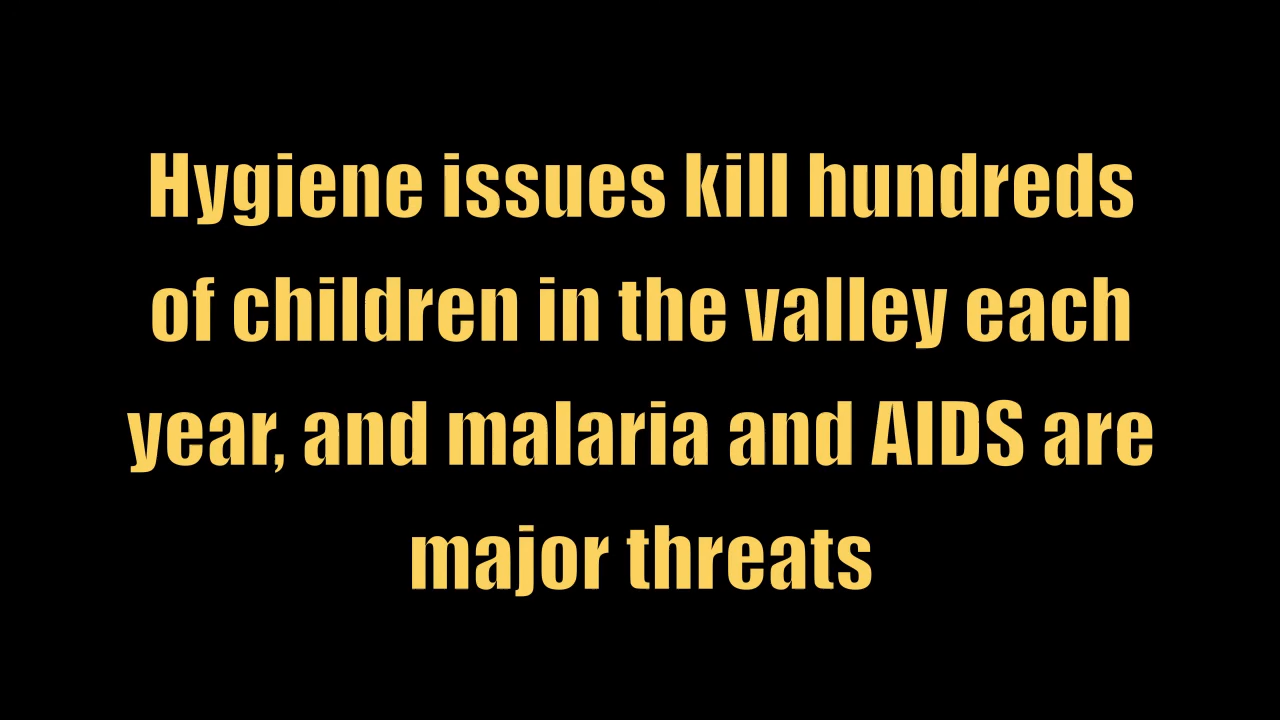 Hygiene issues kill hundreds
of children in the valley each
year, and malaria and AIDS are
major threats